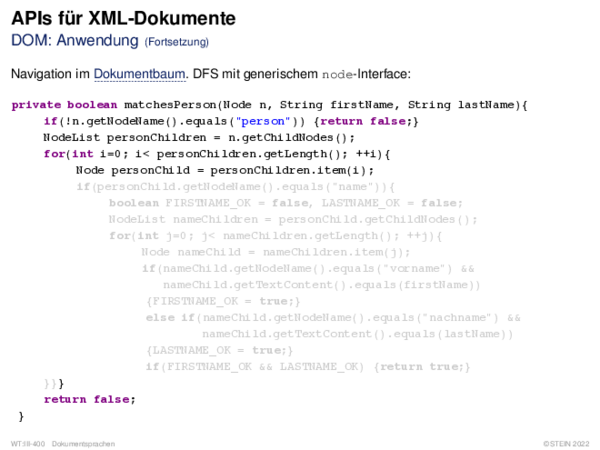 APIs für XML-Dokumente
DOM: Anwendung (Fortsetzung)
Navigation im Dokumentbaum. DFS mit generischem node-Interface:
private boolean matchesPerson(Node n, String firstName, String lastName){
if(!n.getNodeName().equals("person")) {return false;}
NodeList personChildren = n.getChildNodes();
for(int i=0; i< personChildren.getLength(); ++i){
Node personChild = personChildren.item(i);
if(personChild.getNodeName().equals("name")){
boolean FIRSTNAME_OK = false, LASTNAME_OK = false;
NodeList nameChildren = personChild.getChildNodes();
for(int j=0; j< nameChildren.getLength(); ++j){
Node nameChild = nameChildren.item(j);
if(nameChild.getNodeName().equals("vorname") &&
nameChild.getTextContent().equals(firstName))
{FIRSTNAME_OK = true;}
else if(nameChild.getNodeName().equals("nachname") &&
nameChild.getTextContent().equals(lastName))
{LASTNAME_OK = true;}
if(FIRSTNAME_OK && LASTNAME_OK) {return true;}
}}}
return false;
}
WT:III-400 Dokumentsprachen ©STEIN 2022